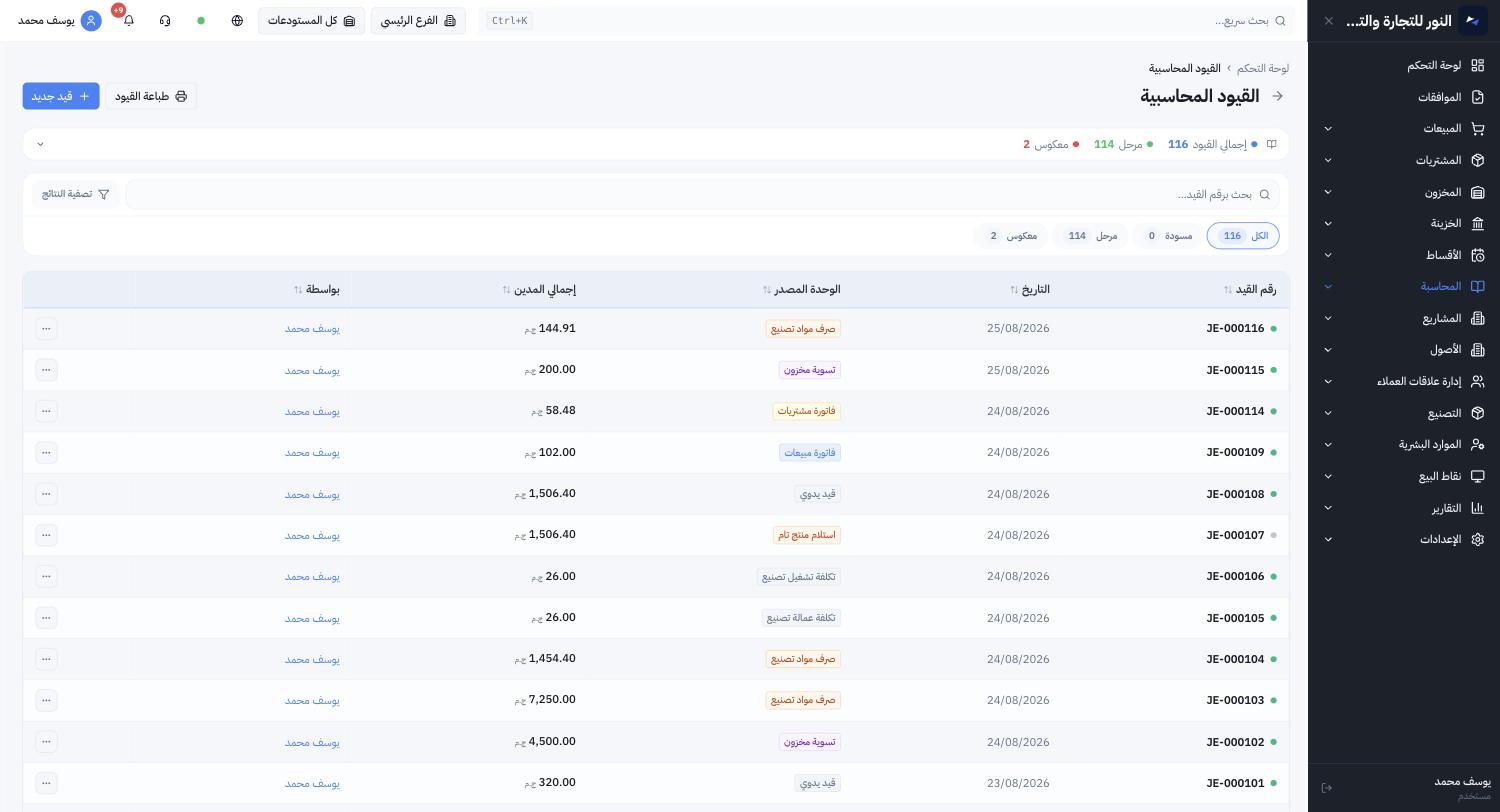 النور للتجارة والتـ...
بحث سريع...
Ctrl+K
الفرع الرئيسي
كل المستودعات
+9
يوسف محمد
لوحة التحكم
الموافقات
المبيعات
المشتريات
المخزون
الخزينة
الأقساط
المحاسبة
المشاريع
الأصول
إدارة علاقات العملاء
التصنيع
الموارد البشرية
نقاط البيع
التقارير
الإعدادات
يوسف محمد
مستخدم
لوحة التحكم › القيود المحاسبية
القيود المحاسبية
طباعة القيود
قيد جديد
إجمالي القيود 116 مرحل 114 معكوس 2
بحث برقم القيد...
تصفية النتائج
الكل 116 مسودة 0 مرحل 114 معكوس 2
رقم القيد التاريخ الوحدة المصدر إجمالي المدين بواسطة
JE-000116 25/08/2026 صرف مواد تصنيع 144.91 ج.م يوسف محمد
JE-000115 25/08/2026 تسوية مخزون 200.00 ج.م يوسف محمد
JE-000114 24/08/2026 فاتورة مشتريات 58.48 ج.م يوسف محمد
JE-000109 24/08/2026 فاتورة مبيعات 102.00 ج.م يوسف محمد
JE-000108 24/08/2026 قيد يدوي 1,506.40 ج.م يوسف محمد
JE-000107 24/08/2026 استلام منتج تام 1,506.40 ج.م يوسف محمد
JE-000106 24/08/2026 تكلفة تشغيل تصنيع 26.00 ج.م يوسف محمد
JE-000105 24/08/2026 تكلفة عمالة تصنيع 26.00 ج.م يوسف محمد
JE-000104 24/08/2026 صرف مواد تصنيع 1,454.40 ج.م يوسف محمد
JE-000103 24/08/2026 صرف مواد تصنيع 7,250.00 ج.م يوسف محمد
JE-000102 24/08/2026 تسوية مخزون 4,500.00 ج.م يوسف محمد
JE-000101 23/08/2026 قيد يدوي 320.00 ج.م يوسف محمد